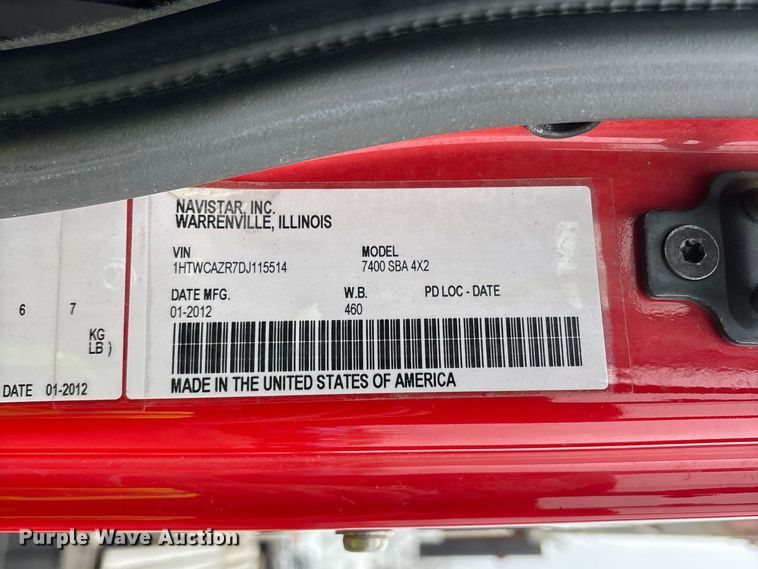 NAVISTAR, INC.
WARRENVILLE, ILLINOIS
VIN MODEL
1HTWCAZR7DJ115514 7400 SBA 4X2
DATE MFG. W.B. PD LOC - DATE
01-2012 460
MADE IN THE UNITED STATES OF AMERICA
6 7
KG
LB )
DATE 01-2012
Purple Wave Auction